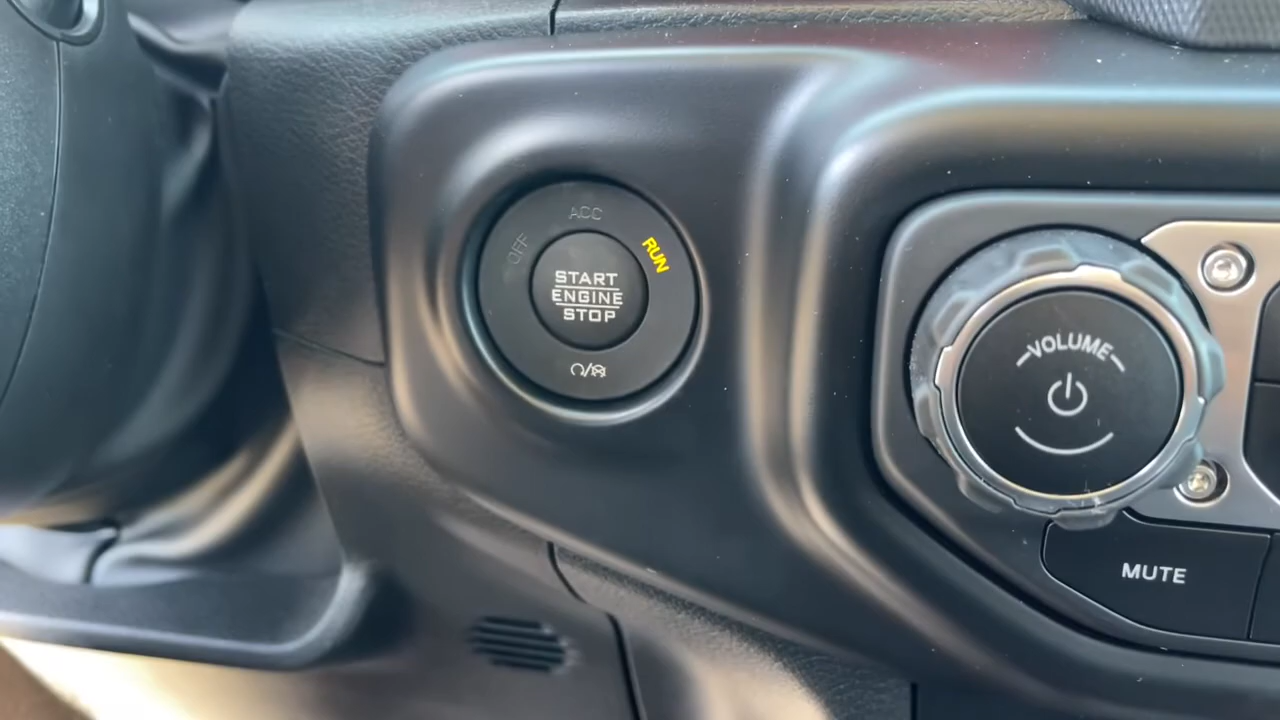 ACC
OFF
RUN
START
ENGINE
STOP
VOLUME
MUTE